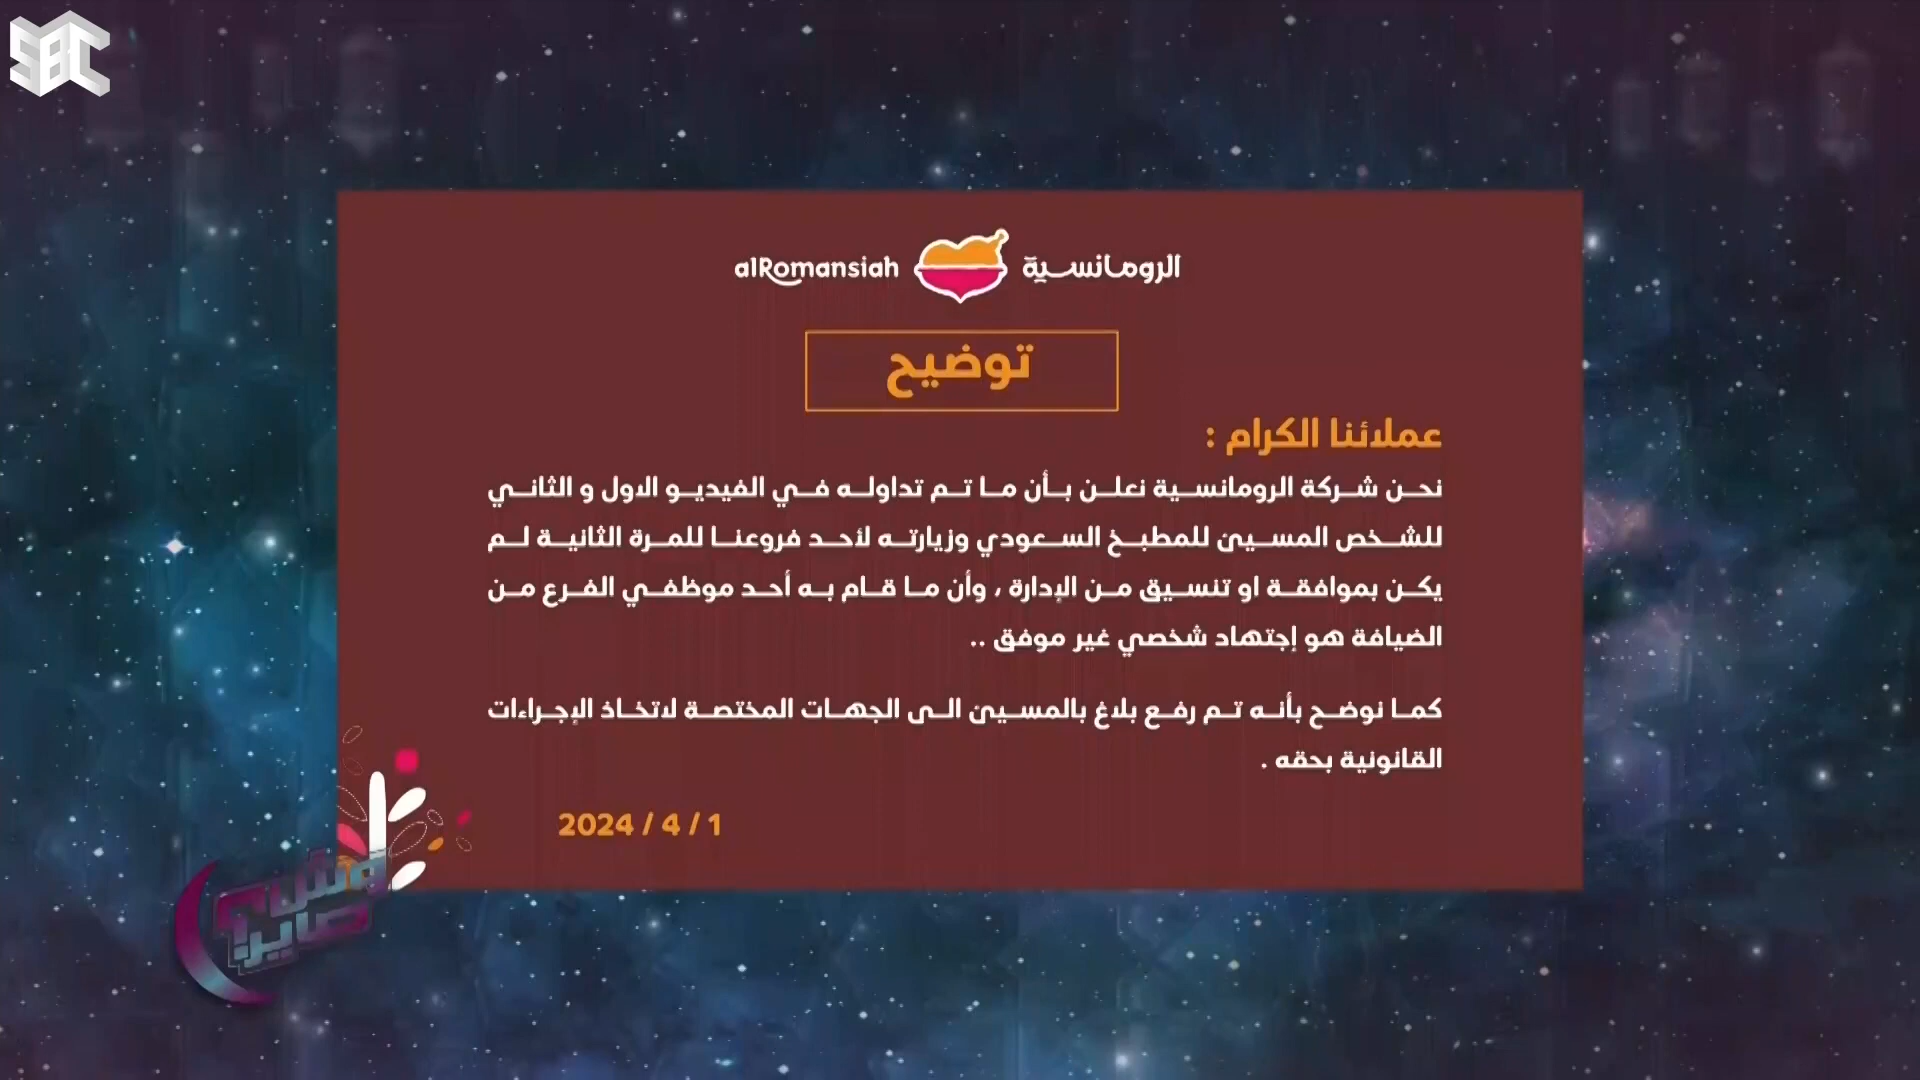 SBC
alRomansiah الرومانسية
توضيح
عملائنا الكرام :
نحن شركة الرومانسية نعلن بأن ما تم تداوله في الفيديو الاول و الثاني
للشخص المسيئ للمطبخ السعودي وزيارته لأحد فروعنا للمرة الثانية لم
يكن بموافقة او تنسيق من الإدارة ، وأن ما قام به أحد موظفي الفرع من
الضيافة هو إجتهاد شخصي غير موفق ..
كما نوضح بأنه تم رفع بلاغ بالمسيئ الى الجهات المختصة لاتخاذ الإجراءات
القانونية بحقه .
2024 / 4 / 1
وش
صاير؟